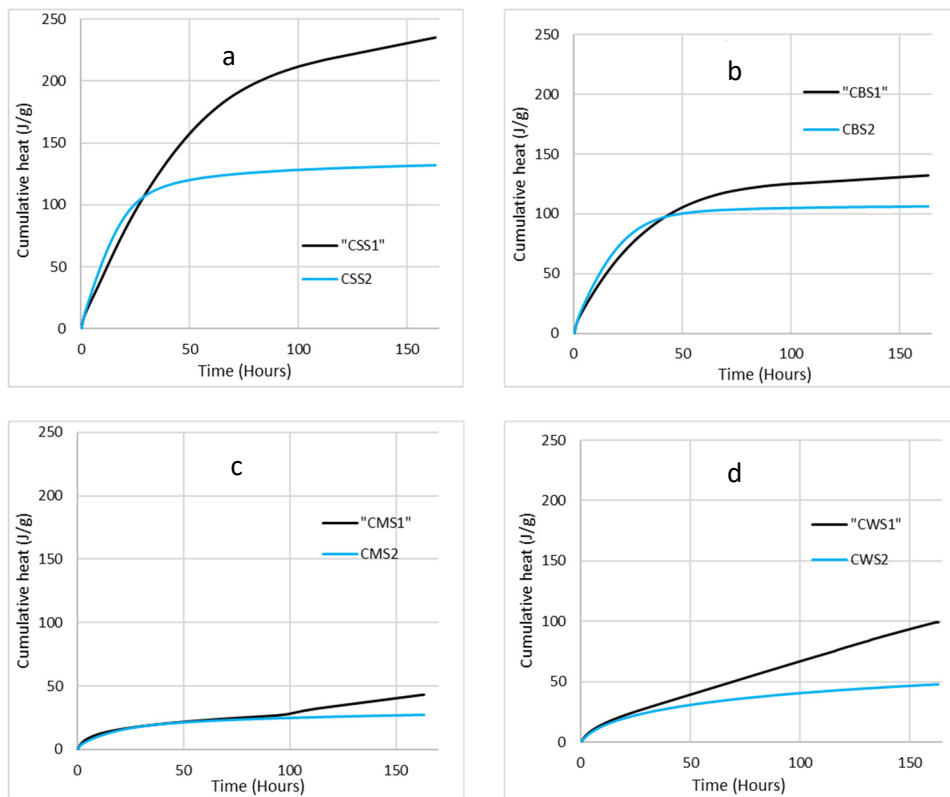 a
250
200
150
100
50
0
Cumulative heat (J/g)
"CSS1"
CSS2
0 50 100 150
Time (Hours)
b
250
200
150
100
50
0
Cumulative heat (J/g)
"CBS1"
CBS2
0 50 100 150
Time (Hours)
c
250
200
150
100
50
0
Cumulative heat (J/g)
"CMS1"
CMS2
0 50 100 150
Time (Hours)
d
250
200
150
100
50
0
Cumulative heat (J/g)
"CWS1"
CWS2
0 50 100 150
Time (Hours)